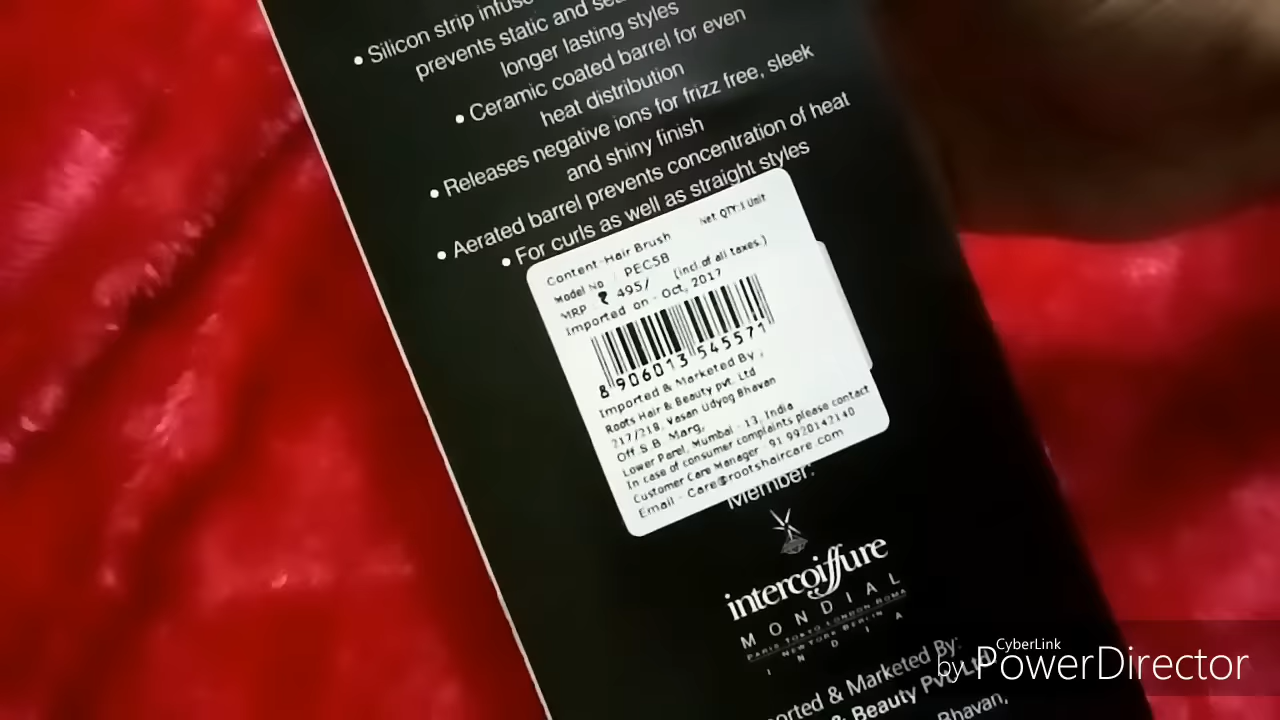 • Silicon strip
prevents static and
longer lasting styles
• Ceramic coated barrel for even
heat distribution
• Releases negative ions for frizz free, sleek
and shiny finish
• Aerated barrel prevents concentration of heat
• For curls as well as straight styles
Content-Hair Brush Net QTY:1 Unit
Model No PEC5B
MRP ₹ 495/ (incl of all taxes.)
Imported on - Oct, 2017
8 906013 545571
Imported & Marketed By,
Roots Hair & Beauty pvt. Ltd
217/218, Vasan Udyog Bhavan
Off S.B. Marg,
Lower Parel, Mumbai - 13, India
In case of consumer complaints please contact
Customer Care Manager 91 9920142140
Email - Care@rootshaircare.com
Member:
intercoiffure
MONDIAL
PARIS TOKYO LONDON ROMA
NEW YORK BERLIN
INDIA
& Marketed By:
& Beauty Pvt. Ltd
Bhavan,
CyberLink
by PowerDirector